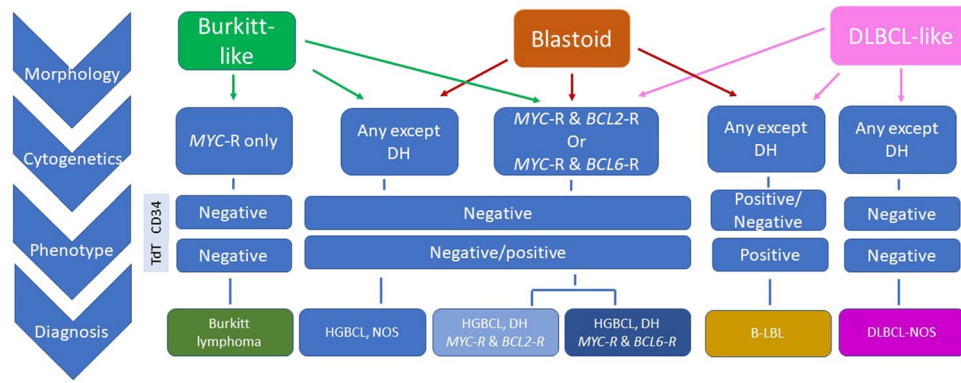 Burkitt-
like
Blastoid
DLBCL-like
Morphology
Cytogenetics
MYC-R only
Any except
DH
MYC-R & BCL2-R
Or
MYC-R & BCL6-R
Any except
DH
Any except
DH
Phenotype
CD34
Negative
Negative
Positive/
Negative
Negative
TdT
Negative
Negative/positive
Positive
Negative
Diagnosis
Burkitt
lymphoma
HGBCL, NOS
HGBCL, DH
MYC-R & BCL2-R
HGBCL, DH
MYC-R & BCL6-R
B-LBL
DLBCL-NOS